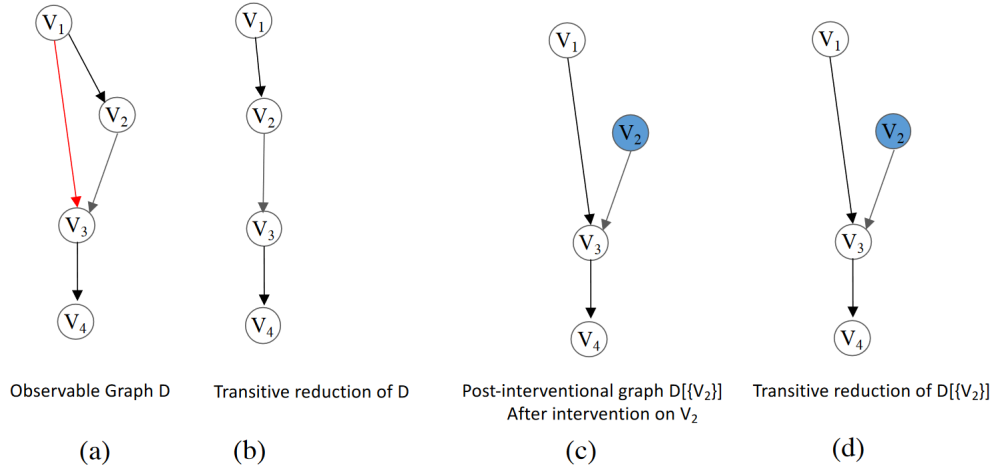 V1
V2
V3
V4
Observable Graph D
(a)
V1
V2
V3
V4
Transitive reduction of D
(b)
V1
V2
V3
V4
Post-interventional graph D[{V2}]
After intervention on V2
(c)
V1
V2
V3
V4
Transitive reduction of D[{V2}]
(d)